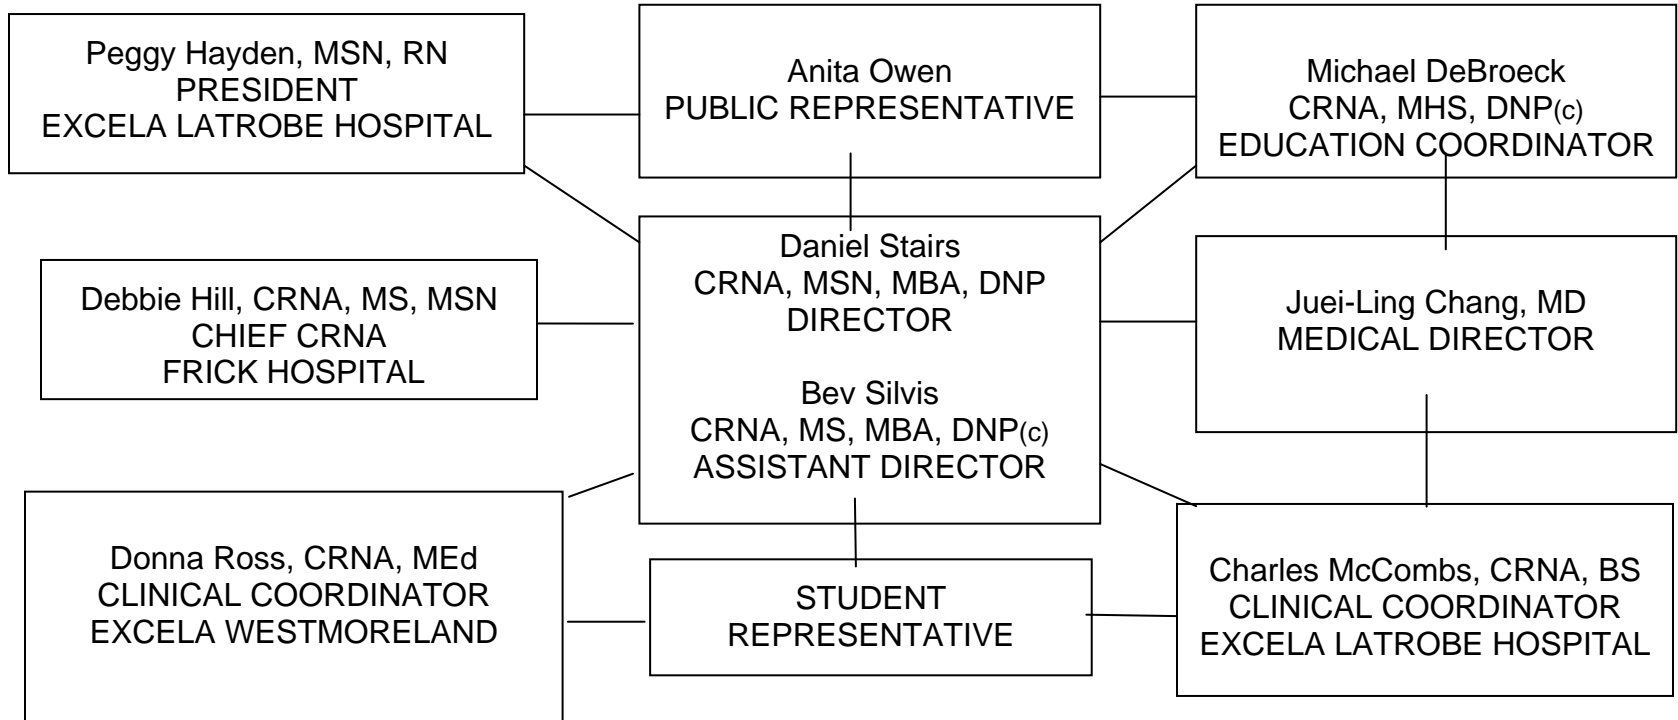 Peggy Hayden, MSN, RN
PRESIDENT
EXCELA LATROBE HOSPITAL
Anita Owen
PUBLIC REPRESENTATIVE
Michael DeBroeck
CRNA, MHS, DNP(c)
EDUCATION COORDINATOR
Debbie Hill, CRNA, MS, MSN
CHIEF CRNA
FRICK HOSPITAL
Daniel Stairs
CRNA, MSN, MBA, DNP
DIRECTOR
Bev Silvis
CRNA, MS, MBA, DNP(c)
ASSISTANT DIRECTOR
Juei-Ling Chang, MD
MEDICAL DIRECTOR
Donna Ross, CRNA, MEd
CLINICAL COORDINATOR
EXCELA WESTMORELAND
STUDENT
REPRESENTATIVE
Charles McCombs, CRNA, BS
CLINICAL COORDINATOR
EXCELA LATROBE HOSPITAL